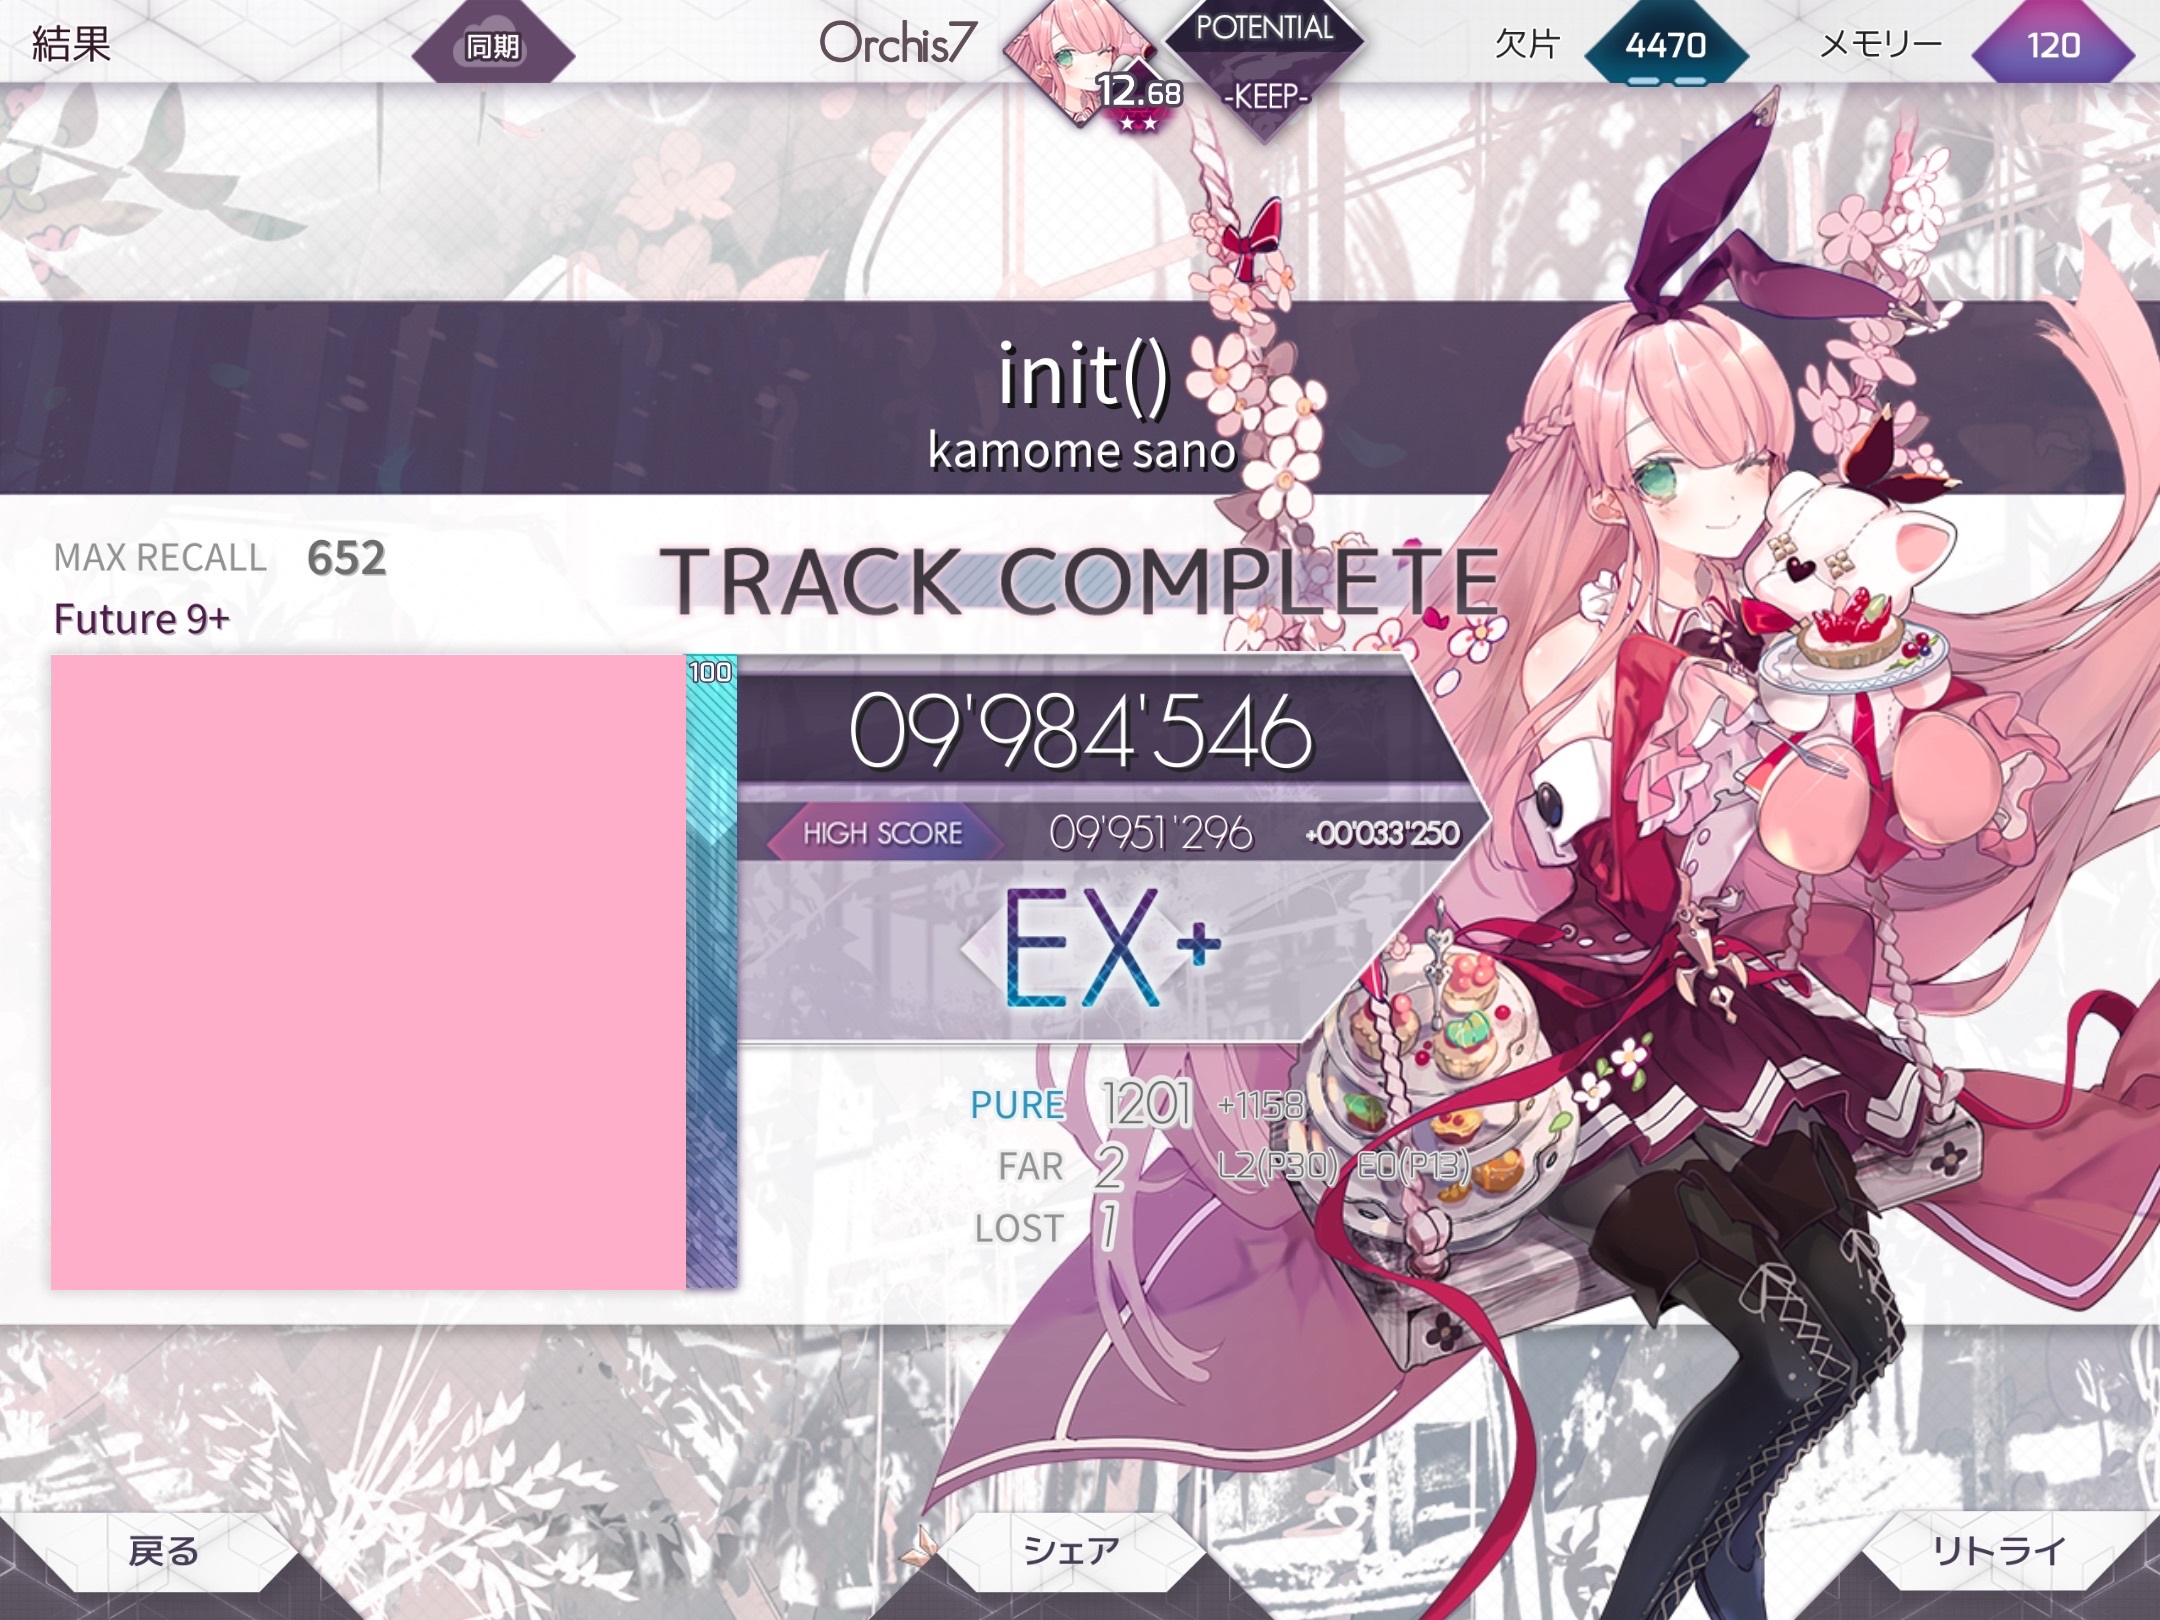 結果
同期
Orchis7
12.68
POTENTIAL
-KEEP-
欠片
4470
メモリー
120
init()
kamome sano
MAX RECALL 652
TRACK COMPLETE
Future 9+
100
09'984'546
HIGH SCORE 09'951'296 +00'033'250
EX+
PURE 1201 +1158
FAR 2 L2(P30) E0(P13)
LOST 1
戻る
シェア
リトライ